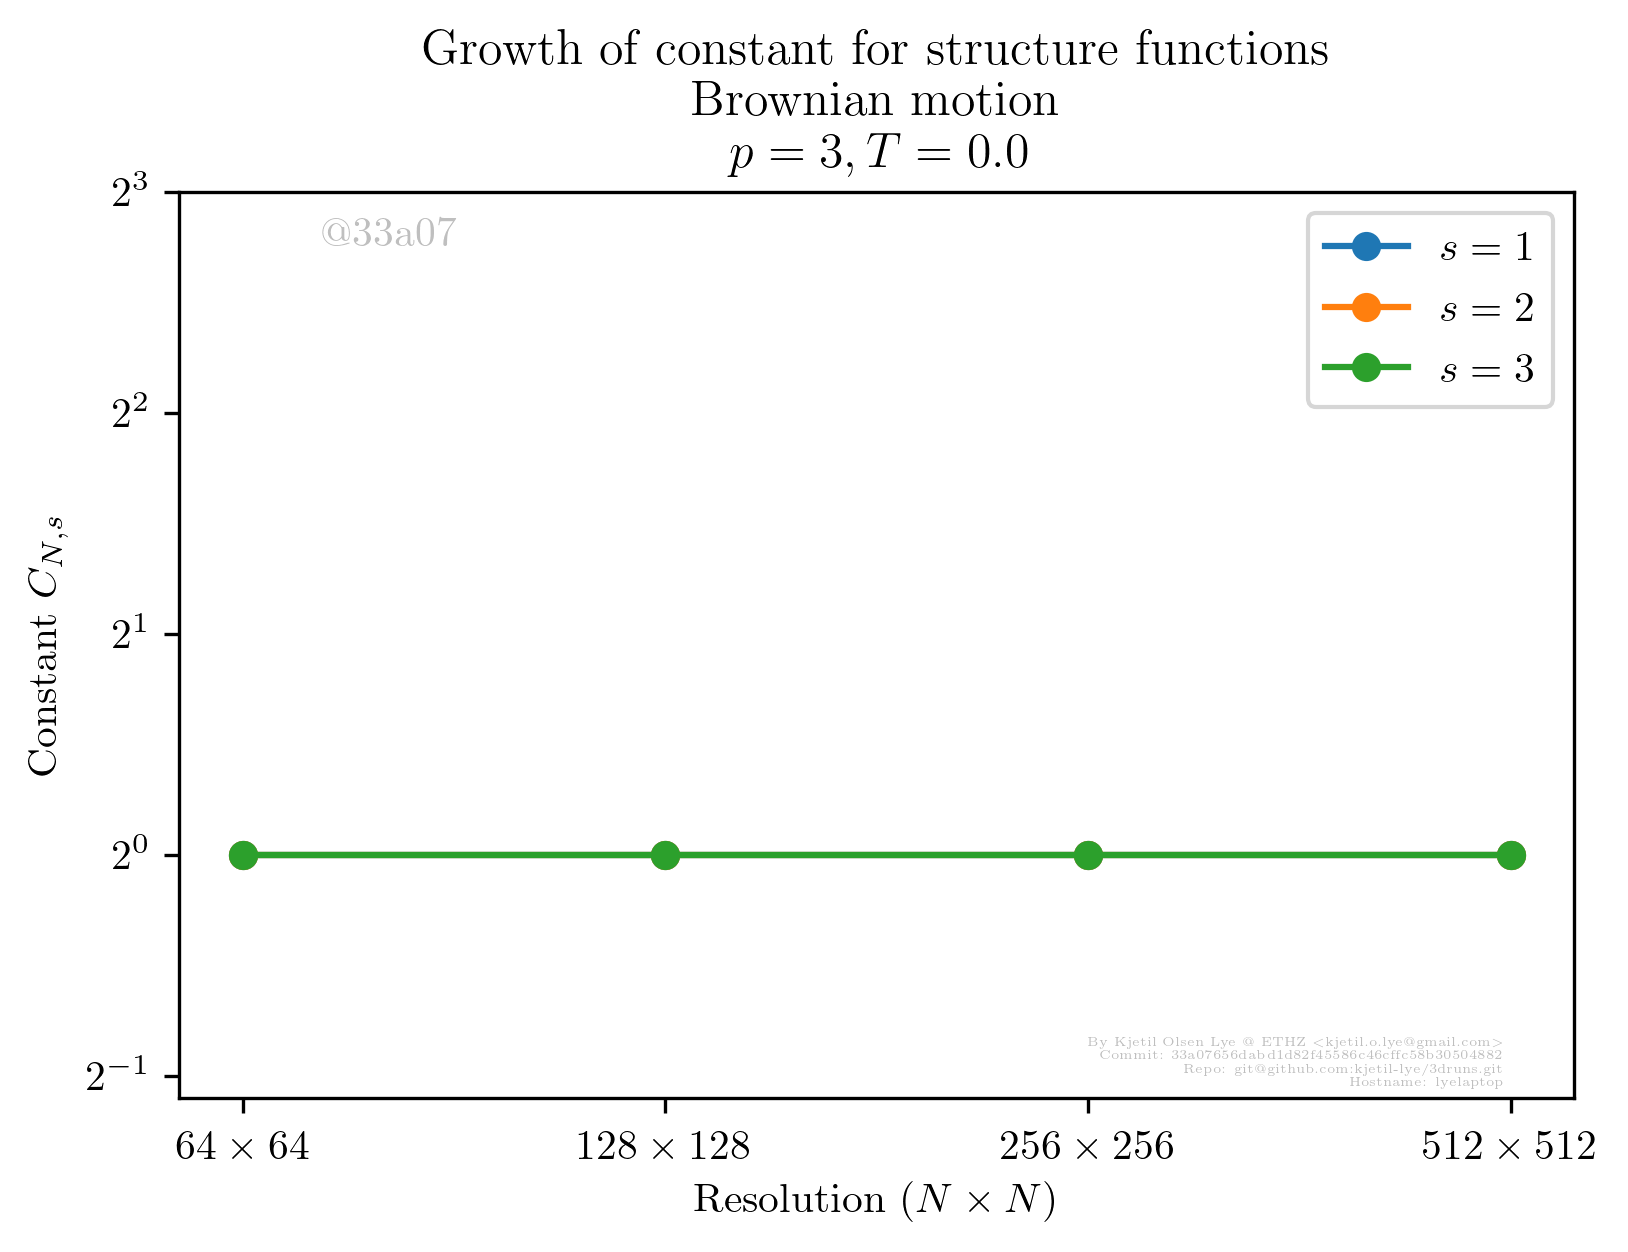 Growth of constant for structure functions
Brownian motion
p = 3, T = 0.0
2^3
2^2
2^1
2^0
2^{-1}
Constant C_{N,s}
@33a07
s = 1
s = 2
s = 3
By Kjetil Olsen Lye @ ETHZ <kjetil.o.lye@gmail.com>
Commit: 33a07656dabd1d82f45586c46cffc58b30504882
Repo: git@github.com:kjetil-lye/3druns.git
Hostname: lyelaptop
64 × 64
128 × 128
256 × 256
512 × 512
Resolution (N × N)